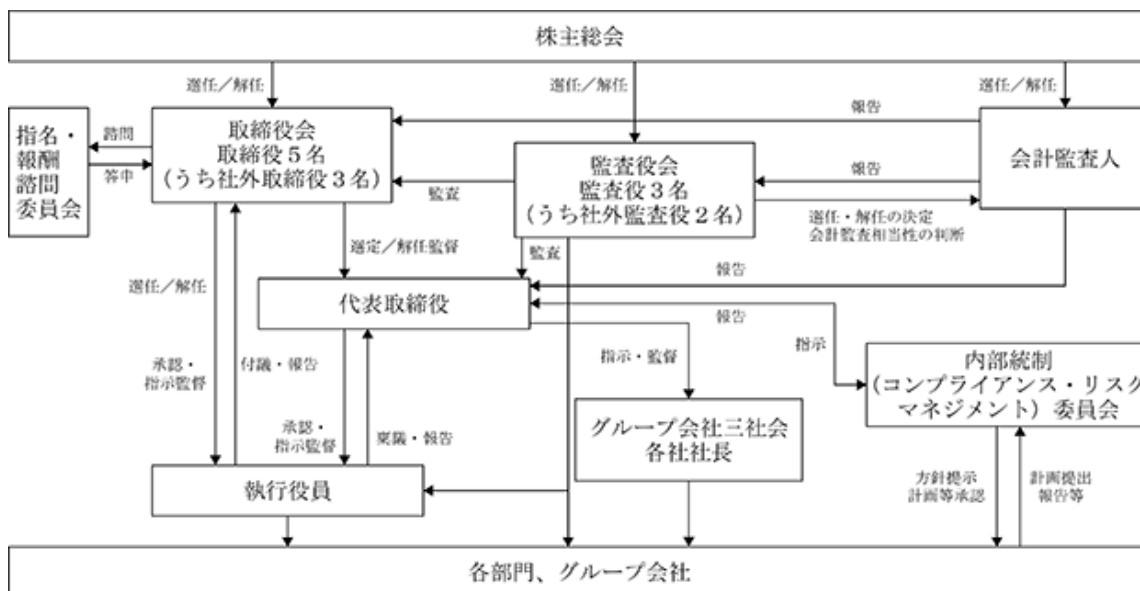 株主総会
選任／解任
選任／解任
選任／解任
指名・
報酬
諮問
委員会
諮問
答申
取締役会
取締役５名
(うち社外取締役３名)
報告
会計監査人
監査役会
監査役３名
(うち社外監査役２名)
監査
報告
選任・解任の決定
会計監査相当性の判断
選定／解任監督
監査
報告
選任／解任
代表取締役
報告
指示
承認・
指示監督
付議・報告
指示・監督
内部統制
(コンプライアンス・リスク
マネジメント）委員会
グループ会社三社会
各社社長
承認・
指示監督
稟議・報告
執行役員
方針提示
計画等承認
計画提出
報告等
各部門、グループ会社